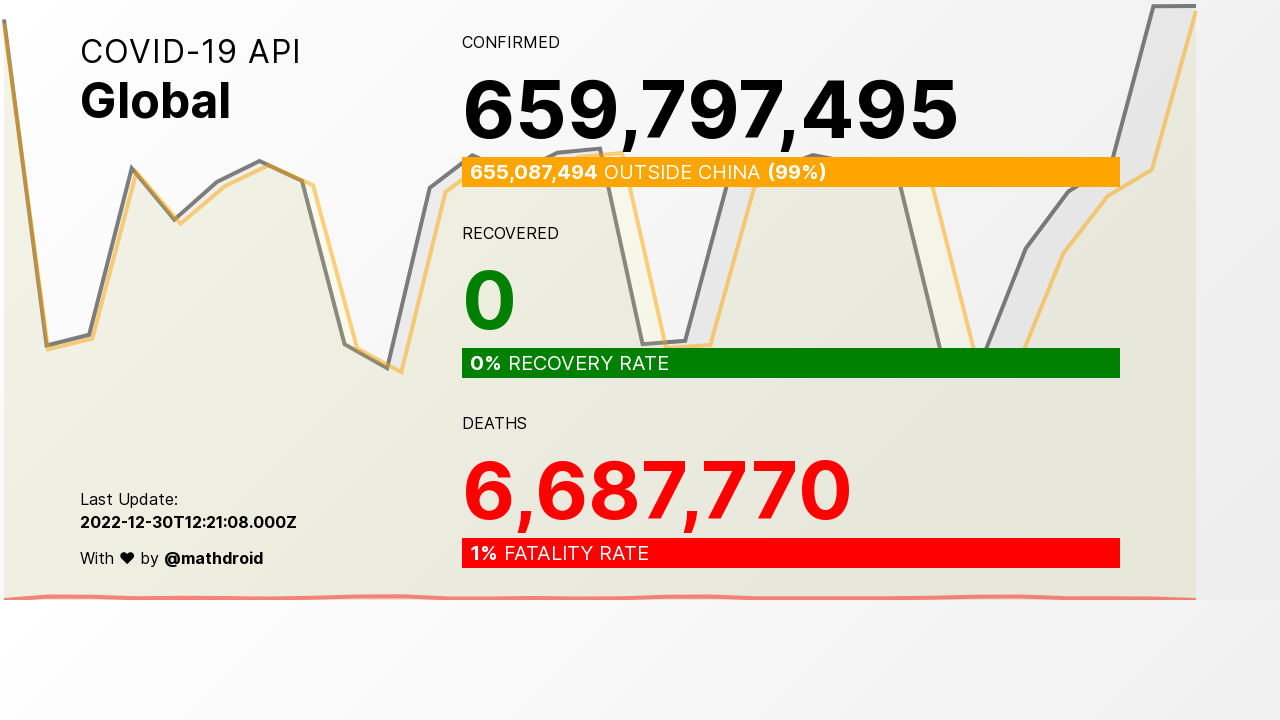 COVID-19 API
Global
CONFIRMED
659,797,495
655,087,494 OUTSIDE CHINA (99%)
RECOVERED
0
0% RECOVERY RATE
DEATHS
6,687,770
1% FATALITY RATE
Last Update:
2022-12-30T12:21:08.000Z
With ♥ by @mathdroid